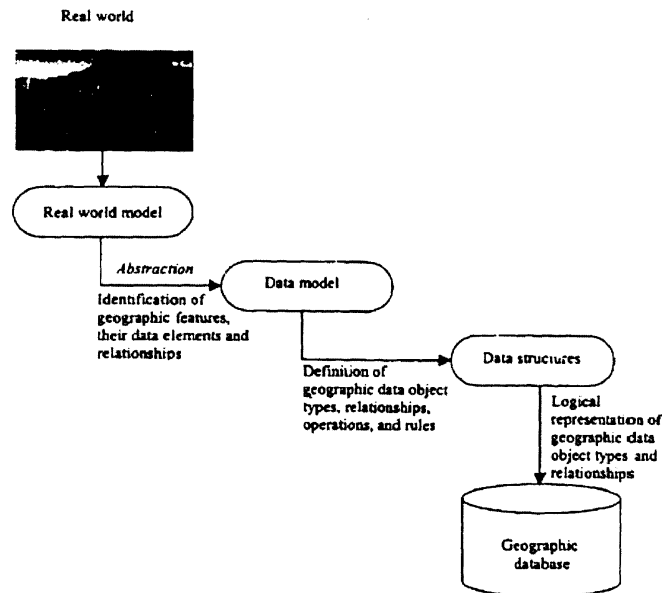 Real world
Real world model
Abstraction
Identification of
geographic features,
their data elements and
relationships
Data model
Definition of
geographic data object
types, relationships,
operations, and rules
Data structures
Logical
representation of
geographic data
object types and
relationships
Geographic
database